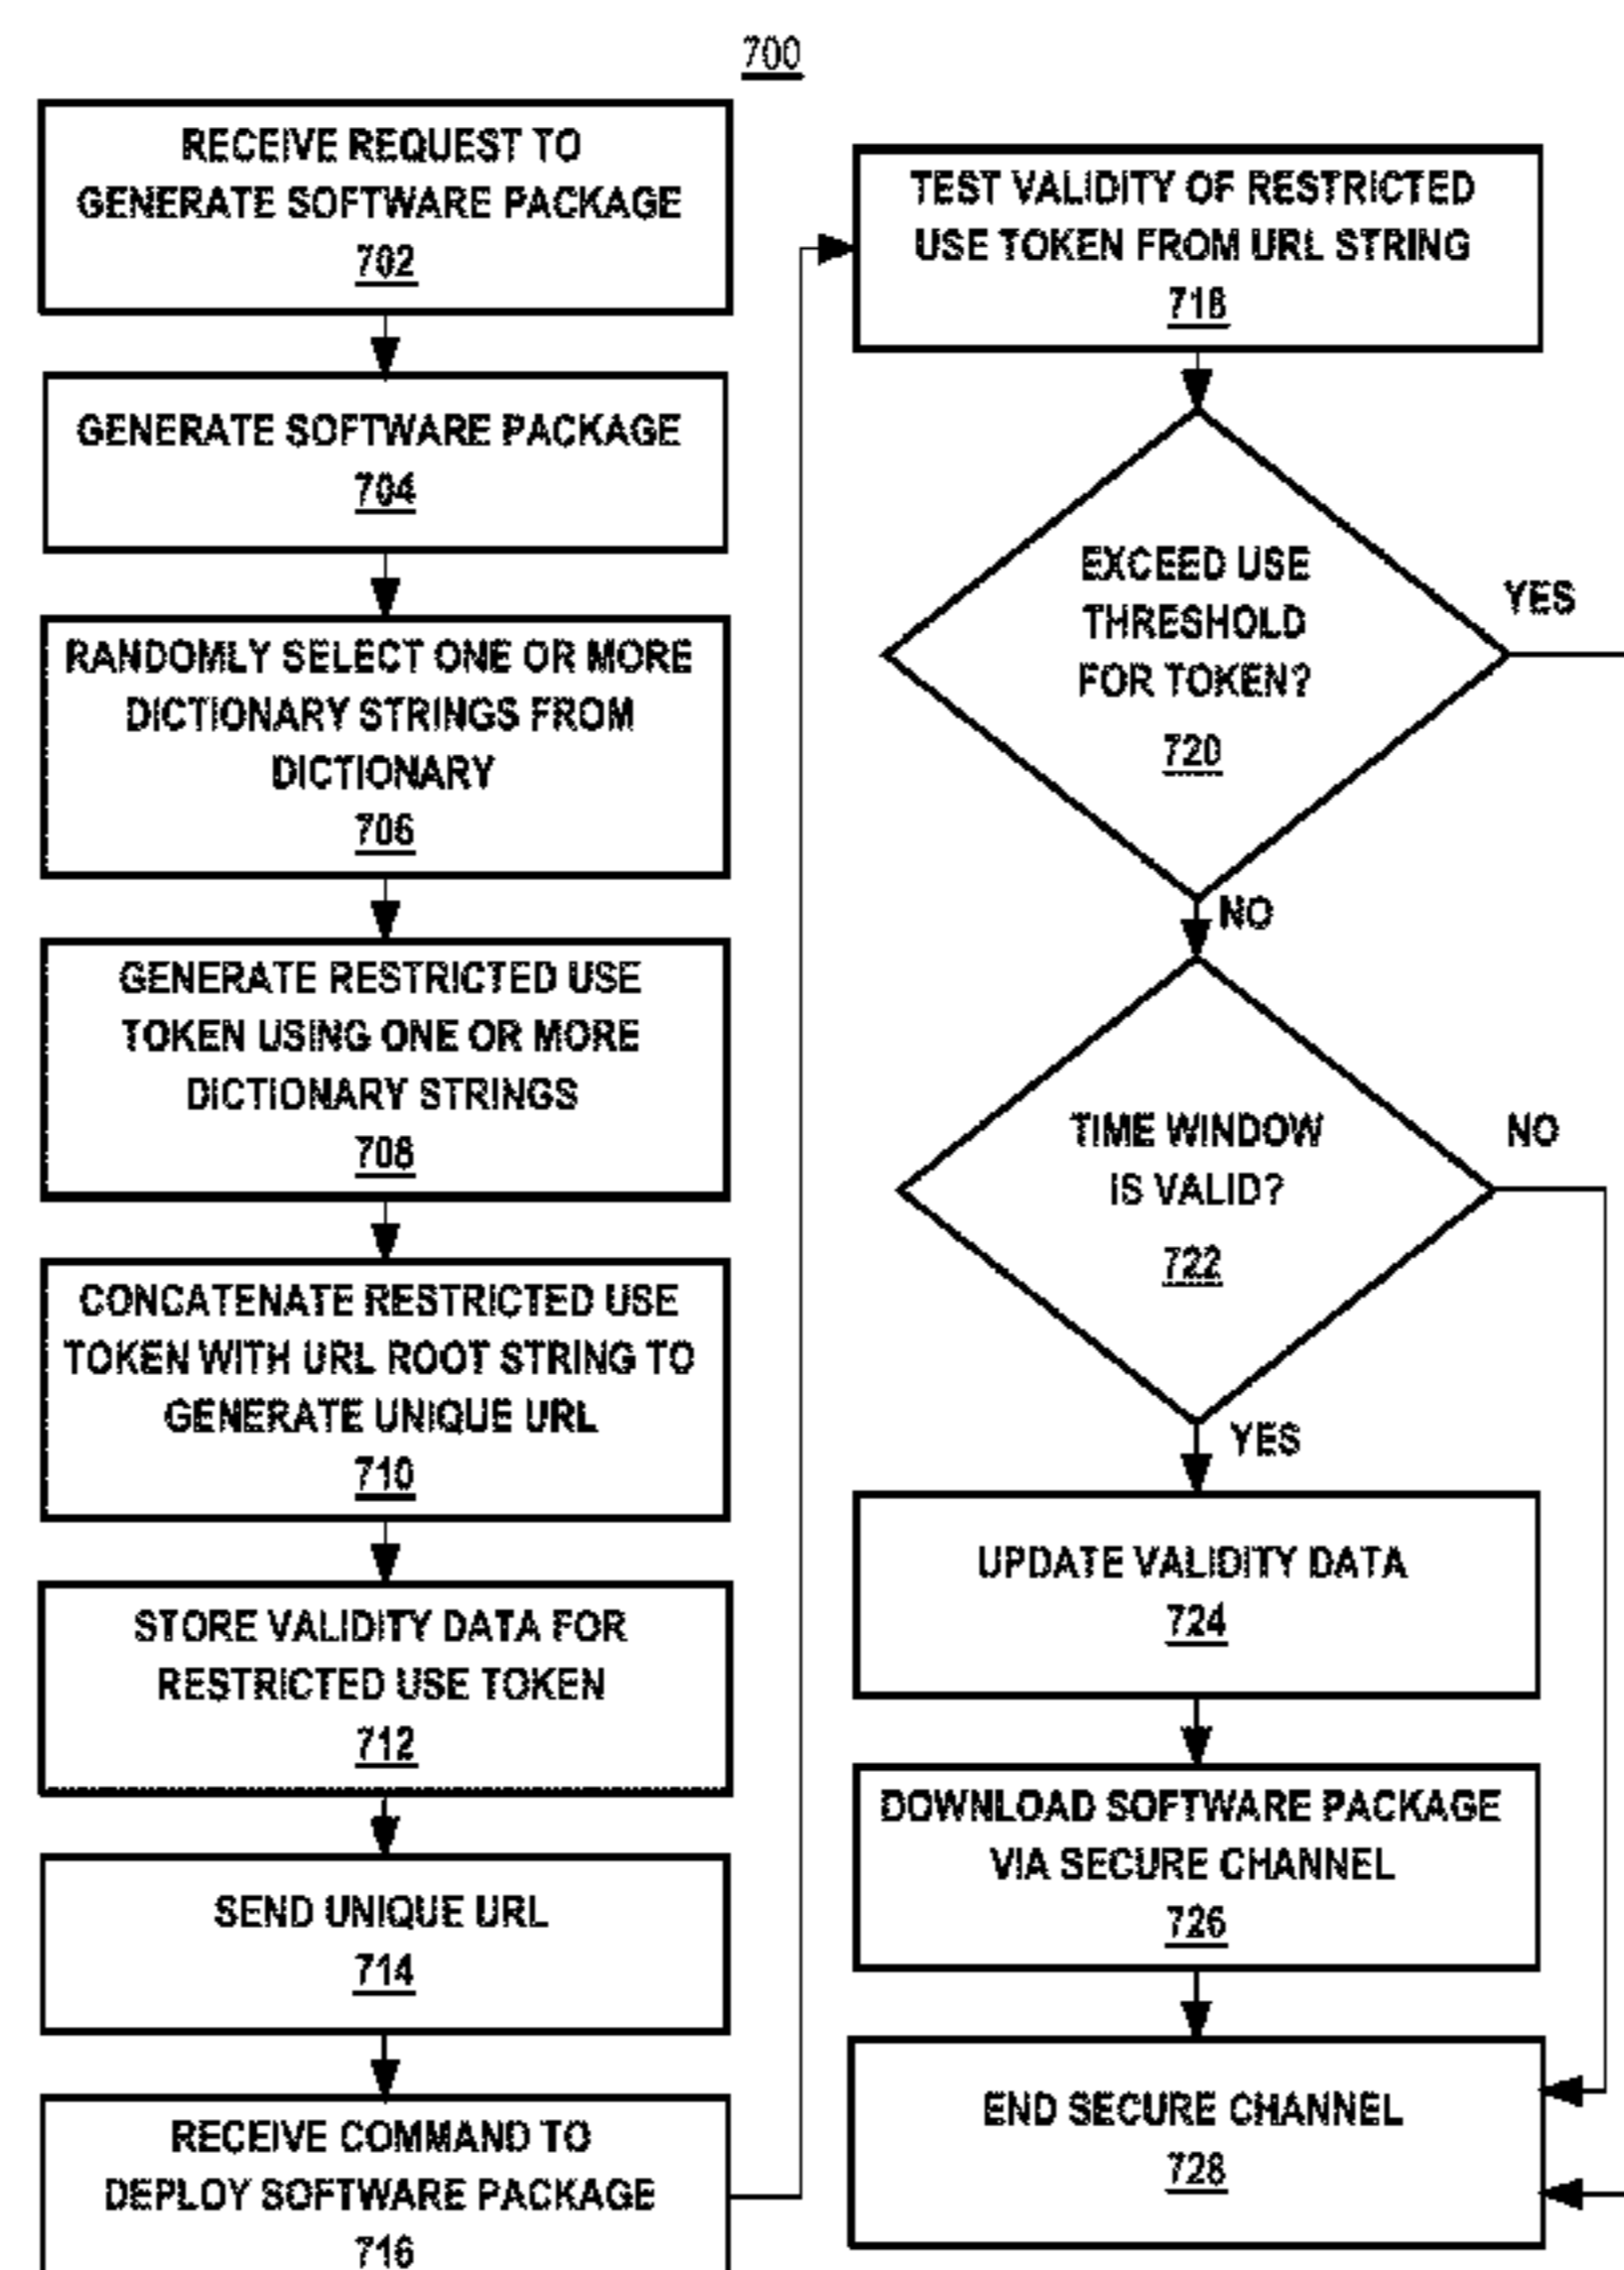 700
RECEIVE REQUEST TO
GENERATE SOFTWARE PACKAGE
702
GENERATE SOFTWARE PACKAGE
704
RANDOMLY SELECT ONE OR MORE
DICTIONARY STRINGS FROM
DICTIONARY
706
GENERATE RESTRICTED USE
TOKEN USING ONE OR MORE
DICTIONARY STRINGS
708
CONCATENATE RESTRICTED USE
TOKEN WITH URL ROOT STRING TO
GENERATE UNIQUE URL
710
STORE VALIDITY DATA FOR
RESTRICTED USE TOKEN
712
SEND UNIQUE URL
714
RECEIVE COMMAND TO
DEPLOY SOFTWARE PACKAGE
716
TEST VALIDITY OF RESTRICTED
USE TOKEN FROM URL STRING
718
EXCEED USE
THRESHOLD
FOR TOKEN?
720
YES
NO
TIME WINDOW
IS VALID?
722
NO
YES
UPDATE VALIDITY DATA
724
DOWNLOAD SOFTWARE PACKAGE
VIA SECURE CHANNEL
726
END SECURE CHANNEL
728